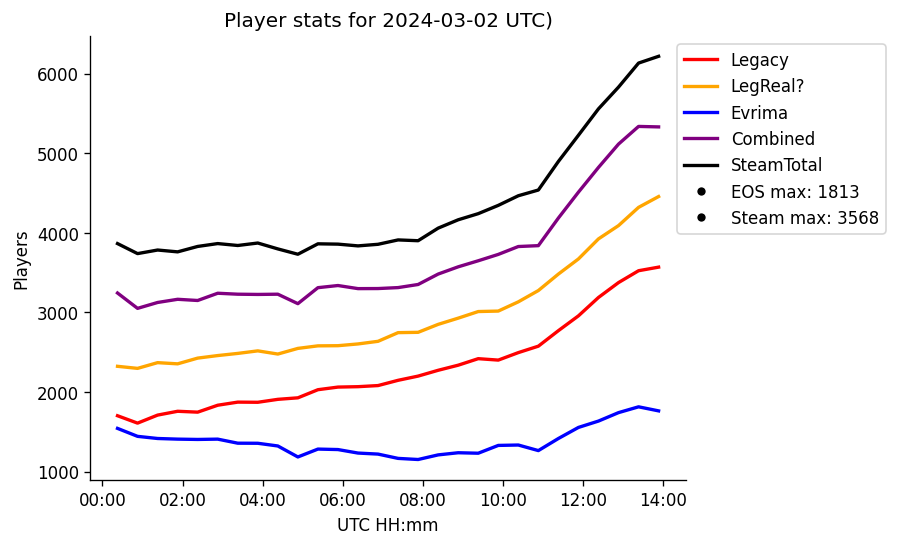 Player stats for 2024-03-02 UTC)
Legacy
LegReal?
Evrima
Combined
SteamTotal
EOS max: 1813
Steam max: 3568
Players
6000
5000
4000
3000
2000
1000
00:00 02:00 04:00 06:00 08:00 10:00 12:00 14:00
UTC HH:mm